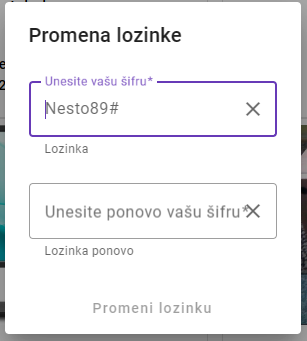 Promena lozinke
Unesite vašu šifru*
Nesto89#
Lozinka
Unesite ponovo vašu šifru*
Lozinka ponovo
Promeni lozinku